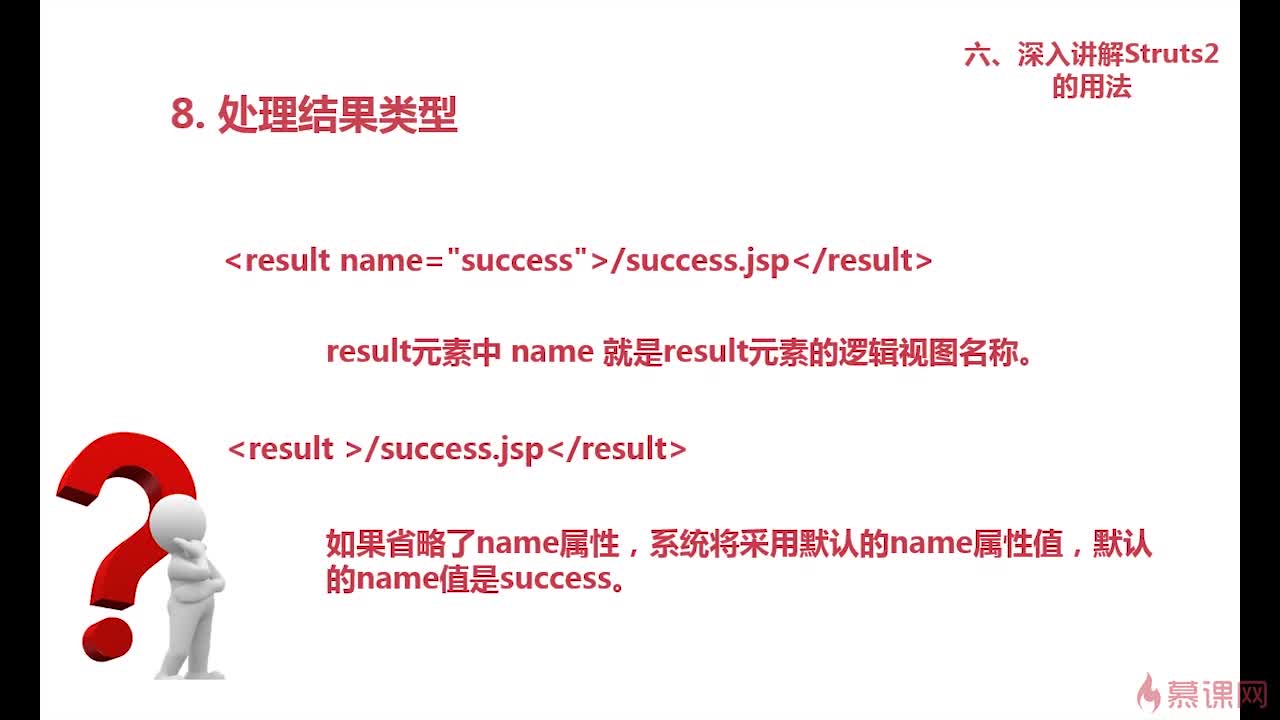 六、深入讲解Struts2
的用法
8. 处理结果类型
<result name="success">/success.jsp</result>
result元素中 name 就是result元素的逻辑视图名称。
<result >/success.jsp</result>
如果省略了name属性，系统将采用默认的name属性值，默认
的name值是success。
慕课网